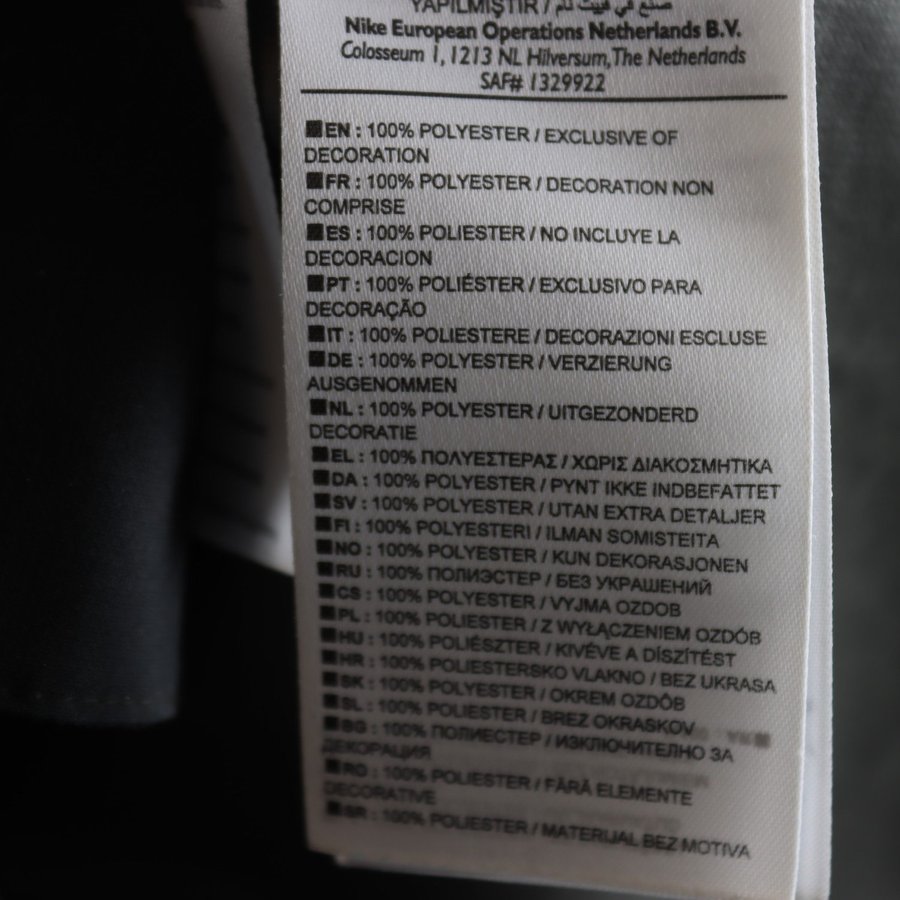 YAPILMIŞTIR / صنع في فيت نام
Nike European Operations Netherlands B.V.
Colosseum 1, 1213 NL Hilversum, The Netherlands
SAF# 1329922
EN : 100% POLYESTER / EXCLUSIVE OF
DECORATION
FR : 100% POLYESTER / DECORATION NON
COMPRISE
ES : 100% POLIESTER / NO INCLUYE LA
DECORACION
PT : 100% POLIÉSTER / EXCLUSIVO PARA
DECORAÇÃO
IT : 100% POLIESTERE / DECORAZIONI ESCLUSE
DE : 100% POLYESTER / VERZIERUNG
AUSGENOMMEN
NL : 100% POLYESTER / UITGEZONDERD
DECORATIE
EL : 100% ΠΟΛΥΕΣΤΕΡΑΣ / ΧΩΡΙΣ ΔΙΑΚΟΣΜΗΤΙΚΑ
DA : 100% POLYESTER / PYNT IKKE INDBEFATTET
SV : 100% POLYESTER / UTAN EXTRA DETALJER
FI : 100% POLYESTERI / ILMAN SOMISTEITA
NO : 100% POLYESTER / KUN DEKORASJONEN
RU : 100% ПОЛИЭСТЕР / БЕЗ УКРАШЕНИЙ
CS : 100% POLYESTER / VYJMA OZDOB
PL : 100% POLYESTER / Z WYŁĄCZENIEM OZDÓB
HU : 100% POLIÉSZTER / KIVÉVE A DÍSZÍTÉST
HR : 100% POLIESTERSKO VLAKNO / BEZ UKRASA
SK : 100% POLYESTER / OKREM OZDÔB
SL : 100% POLYESTER / BREZ OKRASKOV
BG : 100% ПОЛИЕСТЕР / ИЗКЛЮЧИТЕЛНО ЗА
ДЕКОРАЦИЯ
RO : 100% POLIESTER / FĂRĂ ELEMENTE
DECORATIVE
SR : 100% POLIESTER / MATERIJAL BEZ MOTIVA